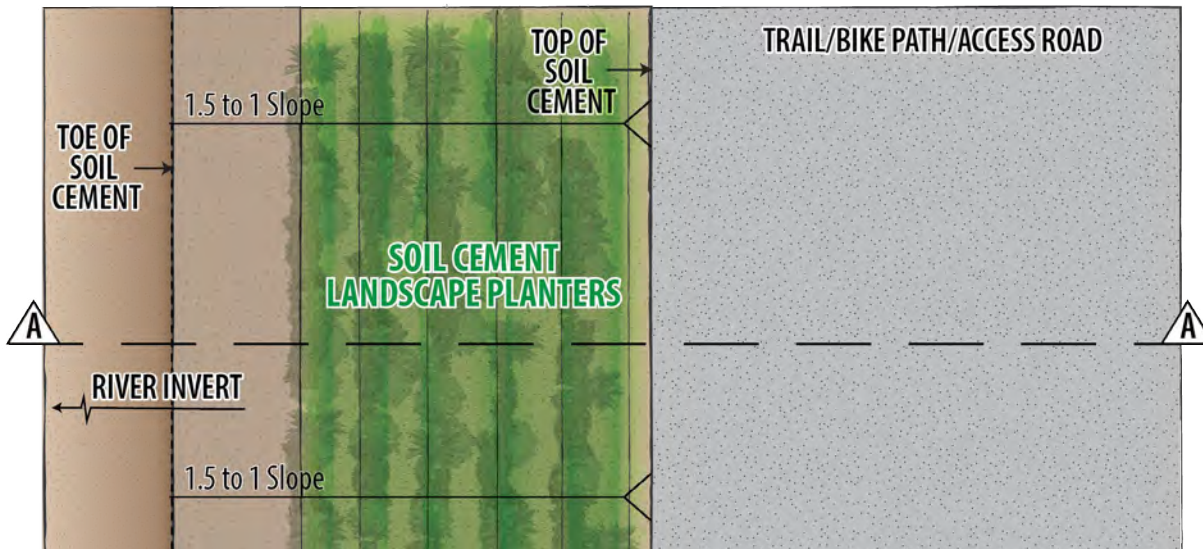 TOP OF
SOIL
CEMENT
TRAIL/BIKE PATH/ACCESS ROAD
1.5 to 1 Slope
TOE OF
SOIL
CEMENT
SOIL CEMENT
LANDSCAPE PLANTERS
A
A
RIVER INVERT
1.5 to 1 Slope